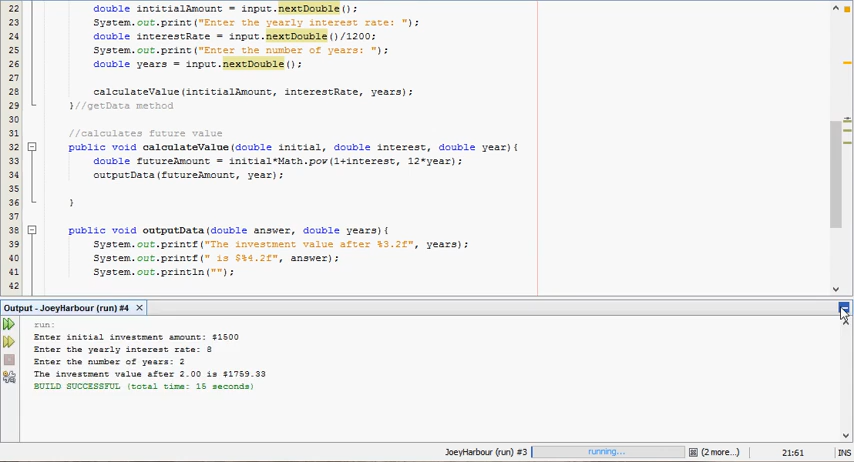 22 double intitialAmount = input.nextDouble();
23 System.out.print("Enter the yearly interest rate: ");
24 double interestRate = input.nextDouble()/1200;
25 System.out.print("Enter the number of years: ");
26 double years = input.nextDouble();
27
28 calculateValue(intitialAmount, interestRate, years);
29 }//getData method
30
31 //calculates future value
32 public void calculateValue(double initial, double interest, double year){
33 double futureAmount = initial*Math.pow(1+interest, 12*year);
34 outputData(futureAmount, year);
35
36 }
37
38 public void outputData(double answer, double years){
39 System.out.printf("The investment value after %3.2f", years);
40 System.out.printf(" is $%4.2f", answer);
41 System.out.println("");
42
Output - JoeyHarbour (run) #4
run:
Enter initial investment amount: $1500
Enter the yearly interest rate: 8
Enter the number of years: 2
The investment value after 2.00 is $1759.33
BUILD SUCCESSFUL (total time: 15 seconds)
JoeyHarbour (run) #3 running... (2 more...) 21:61 INS